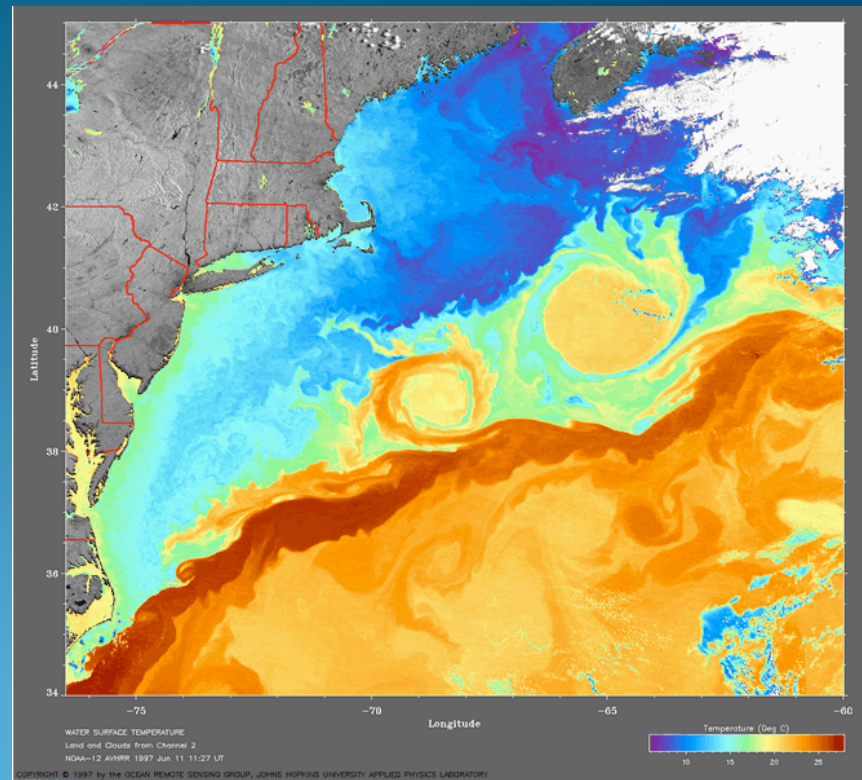 44
42
40
38
36
34
Latitude
-75
-70
-65
-60
Longitude
WATER SURFACE TEMPERATURE
Land and Clouds from Channel 2
NOAA-12 AVHRR 1997 Jun 11 11:27 UT
Temperature (Deg C)
10
15
20
25
COPYRIGHT © 1997 by the OCEAN REMOTE SENSING GROUP, JOHNS HOPKINS UNIVERSITY APPLIED PHYSICS LABORATORY